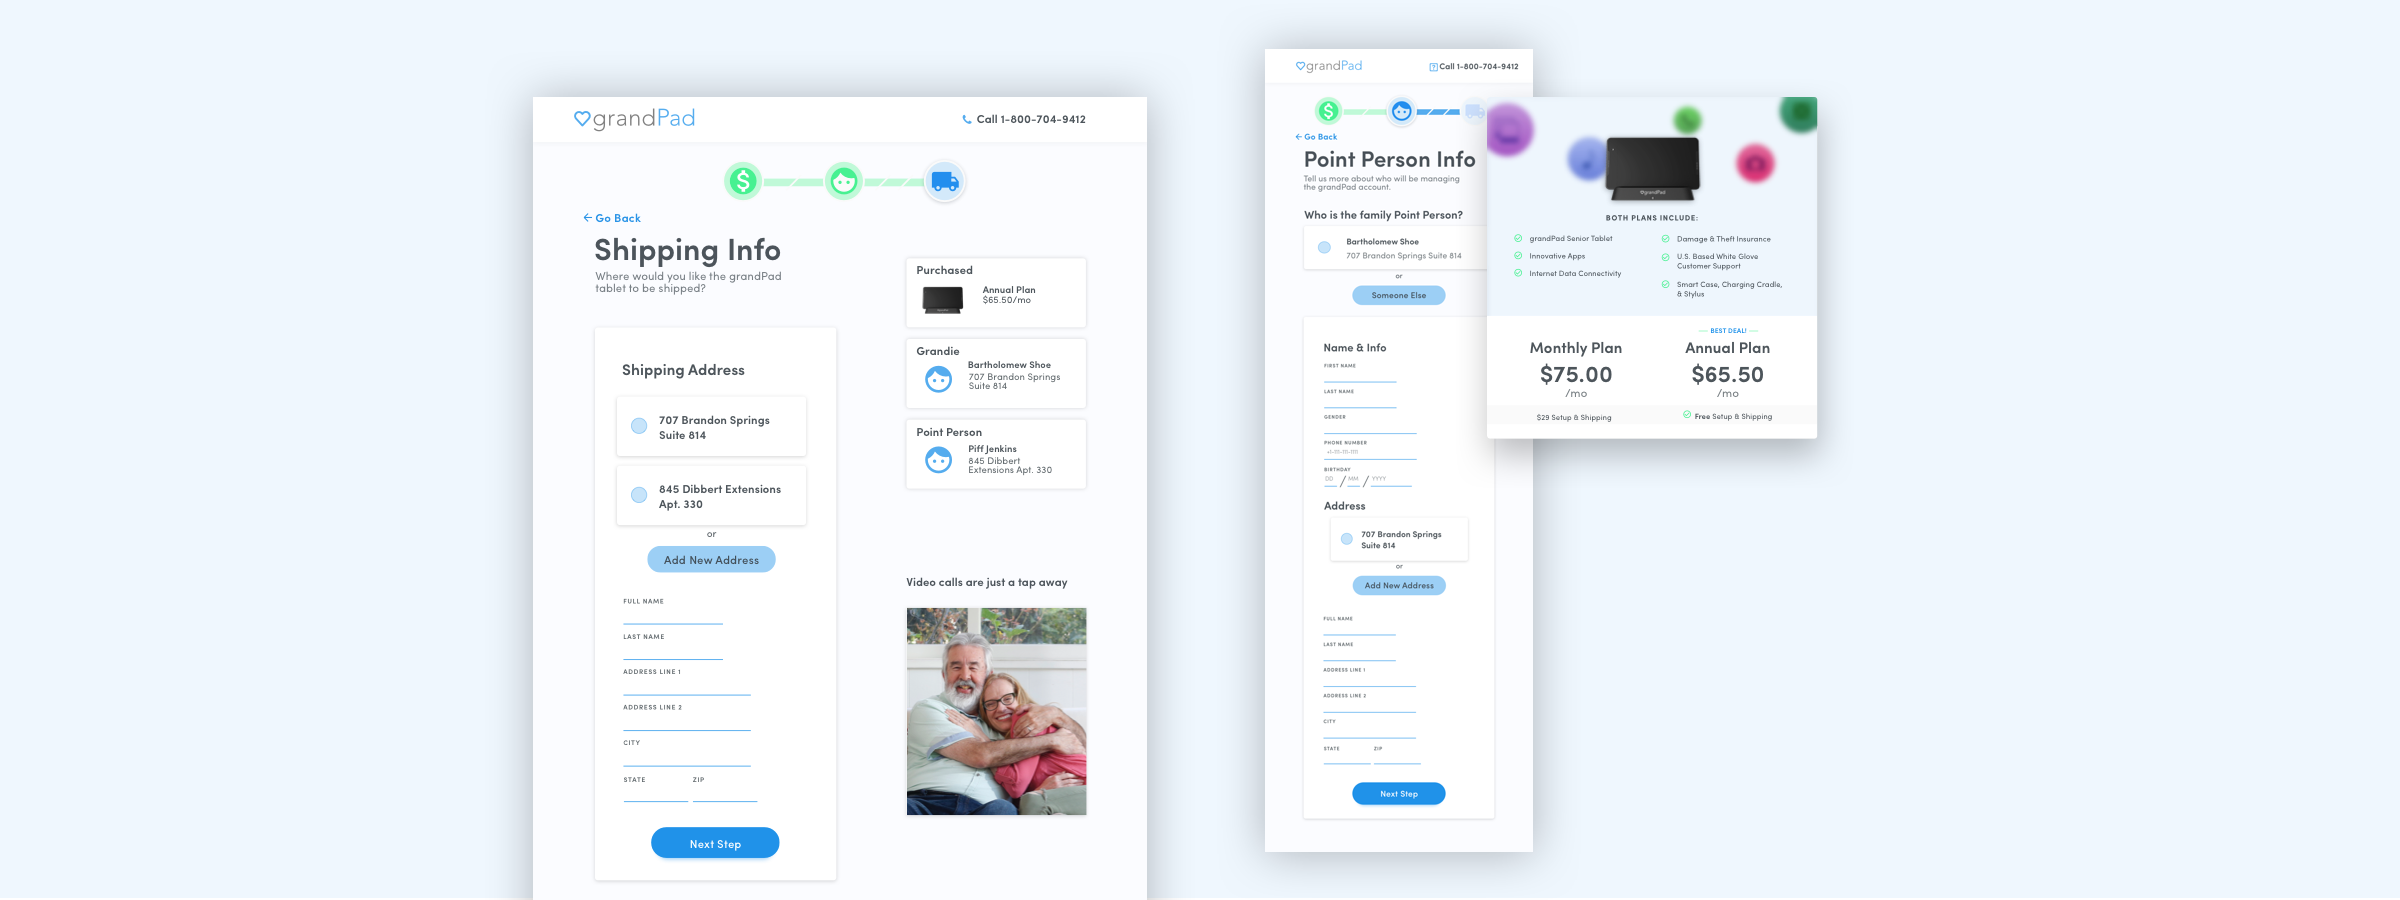 grandPad
Call 1-800-704-9412
Go Back
Shipping Info
Where would you like the grandPad
tablet to be shipped?
Shipping Address
707 Brandon Springs
Suite 814
845 Dibbert Extensions
Apt. 330
or
Add New Address
FULL NAME
LAST NAME
ADDRESS LINE 1
ADDRESS LINE 2
CITY
STATE ZIP
Next Step
Purchased
Annual Plan
$65.50/mo
Grandie
Bartholomew Shoe
707 Brandon Springs
Suite 814
Point Person
Piff Jenkins
845 Dibbert
Extensions Apt. 330
Video calls are just a tap away
grandPad
Call 1-800-704-9412
Go Back
Point Person Info
Tell us more about who will be managing
the grandPad account.
Who is the family Point Person?
Bartholomew Shoe
707 Brandon Springs Suite 814
or
Someone Else
Name & Info
FIRST NAME
LAST NAME
GENDER
PHONE NUMBER
BIRTHDAY
DD / MM / YYYY
Address
707 Brandon Springs
Suite 814
or
Add New Address
FULL NAME
LAST NAME
ADDRESS LINE 1
ADDRESS LINE 2
CITY
STATE ZIP
Next Step
grandPad
BOTH PLANS INCLUDE:
grandPad Senior Tablet
Innovative Apps
Internet Data Connectivity
Damage & Theft Insurance
U.S. Based White Glove
Customer Support
Smart Case, Charging Cradle,
& Stylus
Monthly Plan
$75.00
/mo
$29 Setup & Shipping
BEST DEAL!
Annual Plan
$65.50
/mo
Free Setup & Shipping